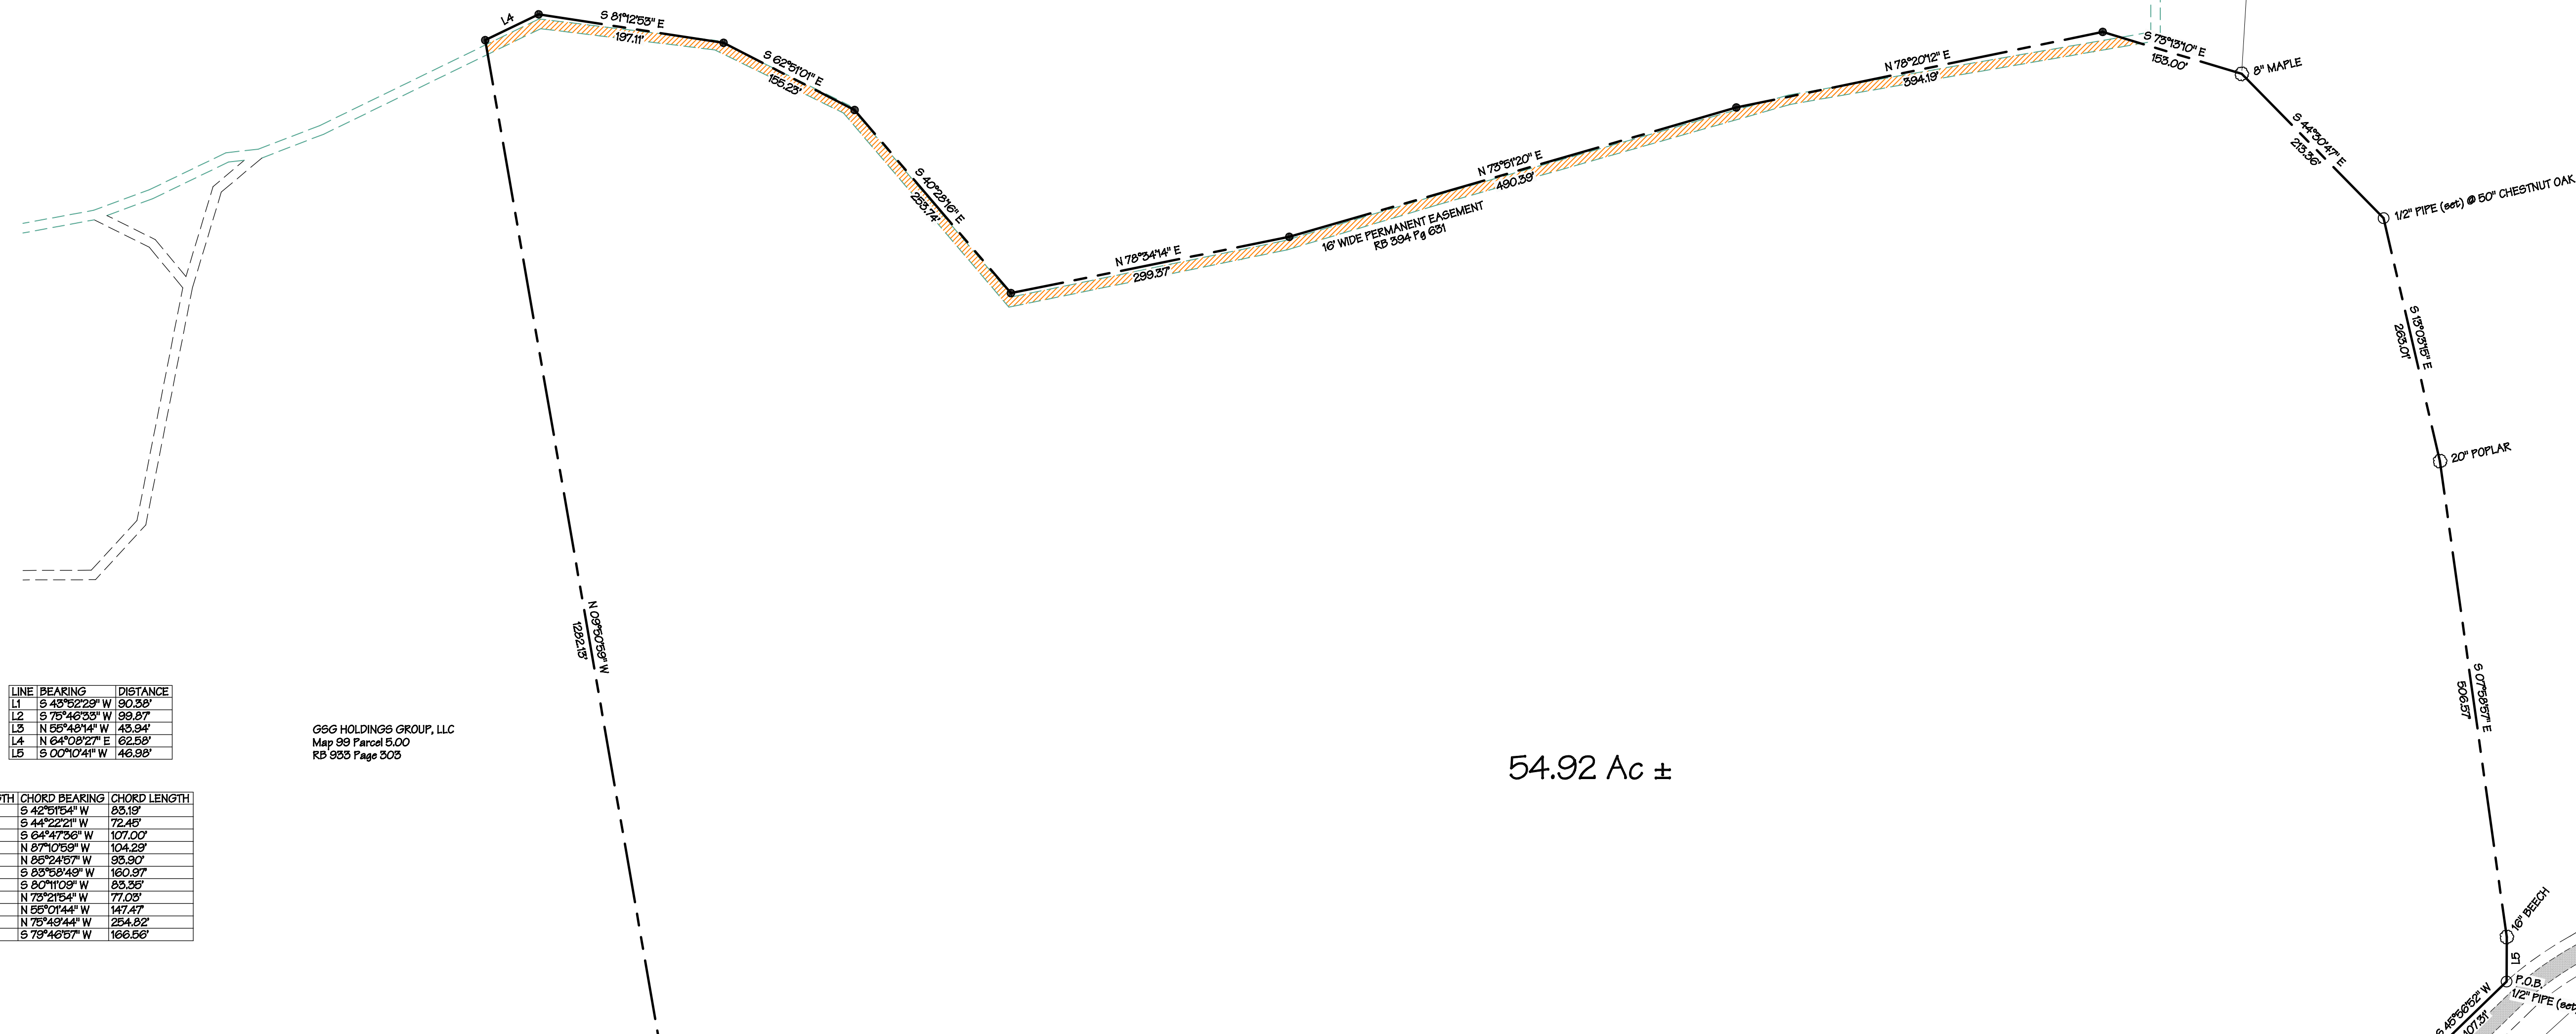 L4
S 81°12'53" E
197.11'
S 62°51'01" E
155.23'
S 40°28'16" E
253.74'
N 78°34'14" E
299.37'
N 73°51'20" E
490.39'
16' WIDE PERMANENT EASEMENT
RB 394 Pg 631
N 78°20'12" E
394.19'
S 73°13'10" E
153.00'
8" MAPLE
S 44°30'47" E
213.36'
1/2" PIPE (set) @ 50" CHESTNUT OAK
S 13°03'15" E
263.01'
20" POPLAR
S 07°58'57" E
506.57'
16" BEECH
L5
P.O.B.
1/2" PIPE (set
S 45°56'52" W
107.31'
N 09°50'59" W
1282.13'
54.92 Ac ±
GSG HOLDINGS GROUP, LLC
Map 99 Parcel 5.00
RB 933 Page 303
LINE BEARING DISTANCE
L1 S 43°52'29" W 90.38'
L2 S 75°46'33" W 99.87'
L3 N 55°48'14" W 43.94'
L4 N 64°08'27" E 62.58'
L5 S 00°10'41" W 46.98'
TH CHORD BEARING CHORD LENGTH
S 42°51'54" W 83.19'
S 44°22'21" W 72.45'
S 64°47'36" W 107.00'
N 87°10'59" W 104.29'
N 85°24'57" W 93.90'
S 83°58'49" W 160.97'
S 80°11'09" W 83.35'
N 73°21'54" W 77.03'
N 55°01'44" W 147.47'
N 75°49'44" W 254.82'
S 79°46'57" W 166.56'